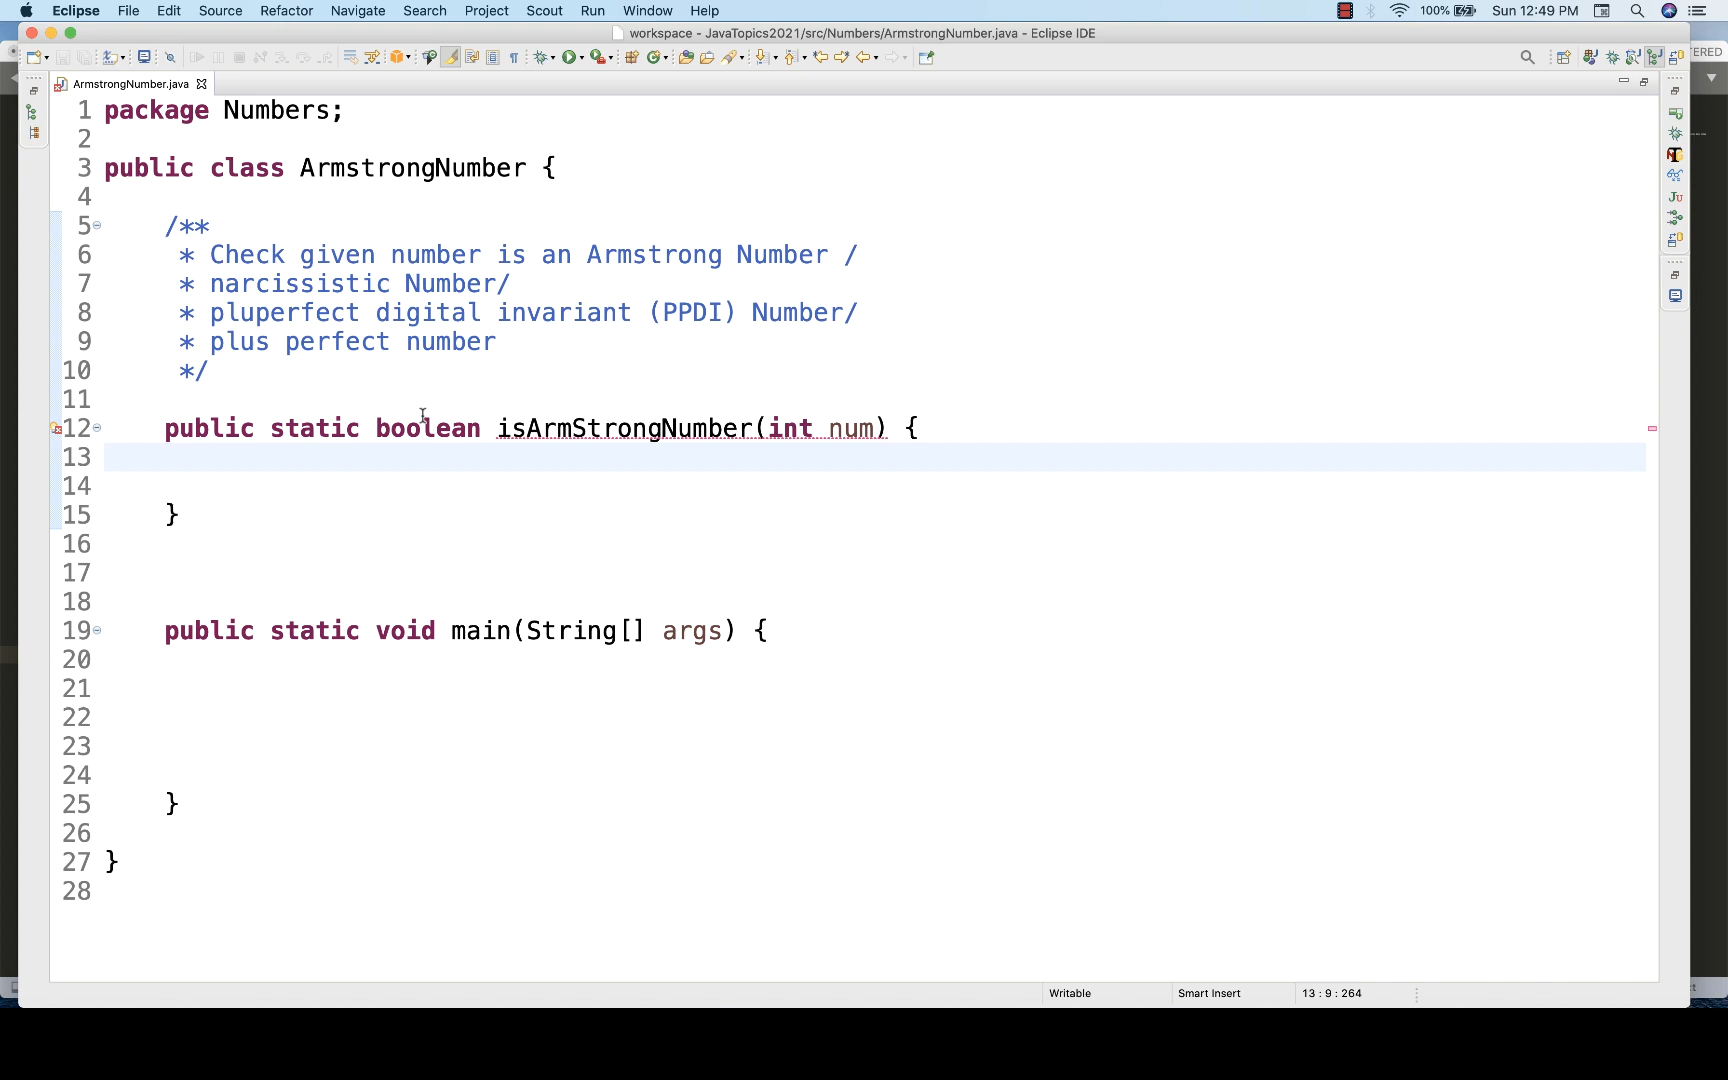 Eclipse File Edit Source Refactor Navigate Search Project Scout Run Window Help 100% Sun 12:49 PM
workspace - JavaTopics2021/src/Numbers/ArmstrongNumber.java - Eclipse IDE
ERED
ArmstrongNumber.java
1 package Numbers;
2
3 public class ArmstrongNumber {
4
5 /**
6 * Check given number is an Armstrong Number /
7 * narcissistic Number/
8 * pluperfect digital invariant (PPDI) Number/
9 * plus perfect number
10 */
11
12 public static boolean isArmStrongNumber(int num) {
13
14
15 }
16
17
18
19 public static void main(String[] args) {
20
21
22
23
24
25 }
26
27 }
28
Ju
Writable Smart Insert 13 : 9 : 264